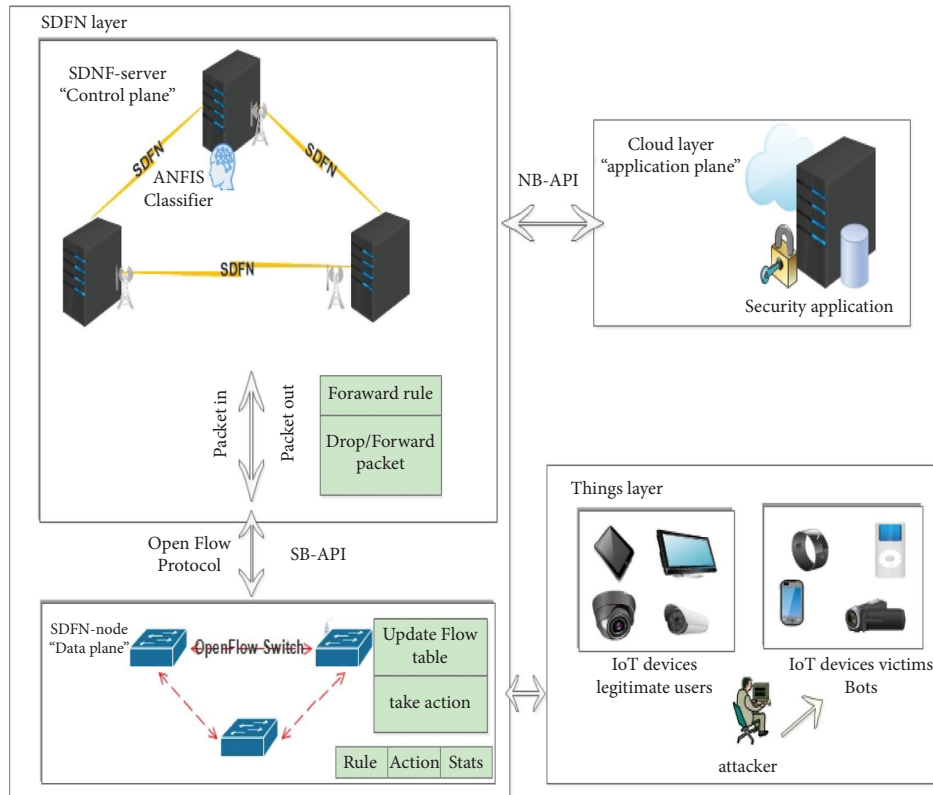 SDFN layer
SDNF-server
“Control plane”
SDFN
SDFN
ANFIS
Classifier
SDFN
Packet in
Packet out
Foraward rule
Drop/Forward
packet
NB-API
Cloud layer
“application plane”
Security application
Open Flow
Protocol
SB-API
SDFN-node
“Data plane”
OpenFlow Switch
Update Flow
table
take action
Rule
Action
Stats
Things layer
IoT devices
legitimate users
IoT devices victims
Bots
attacker